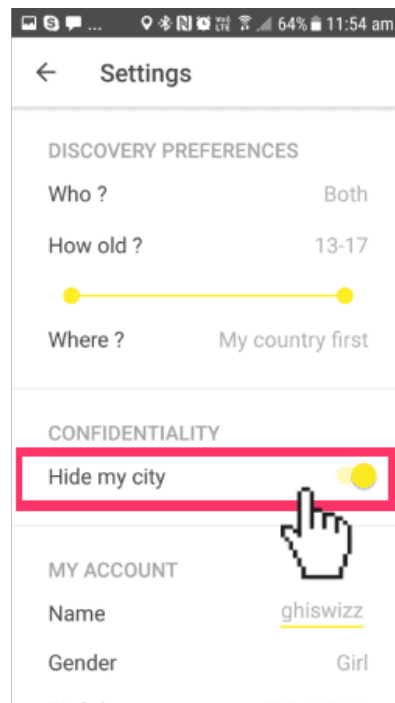 ... 64% 11:54 am
Settings
DISCOVERY PREFERENCES
Who ? Both
How old ? 13-17
Where ? My country first
CONFIDENTIALITY
Hide my city
MY ACCOUNT
Name ghiswizz
Gender Girl